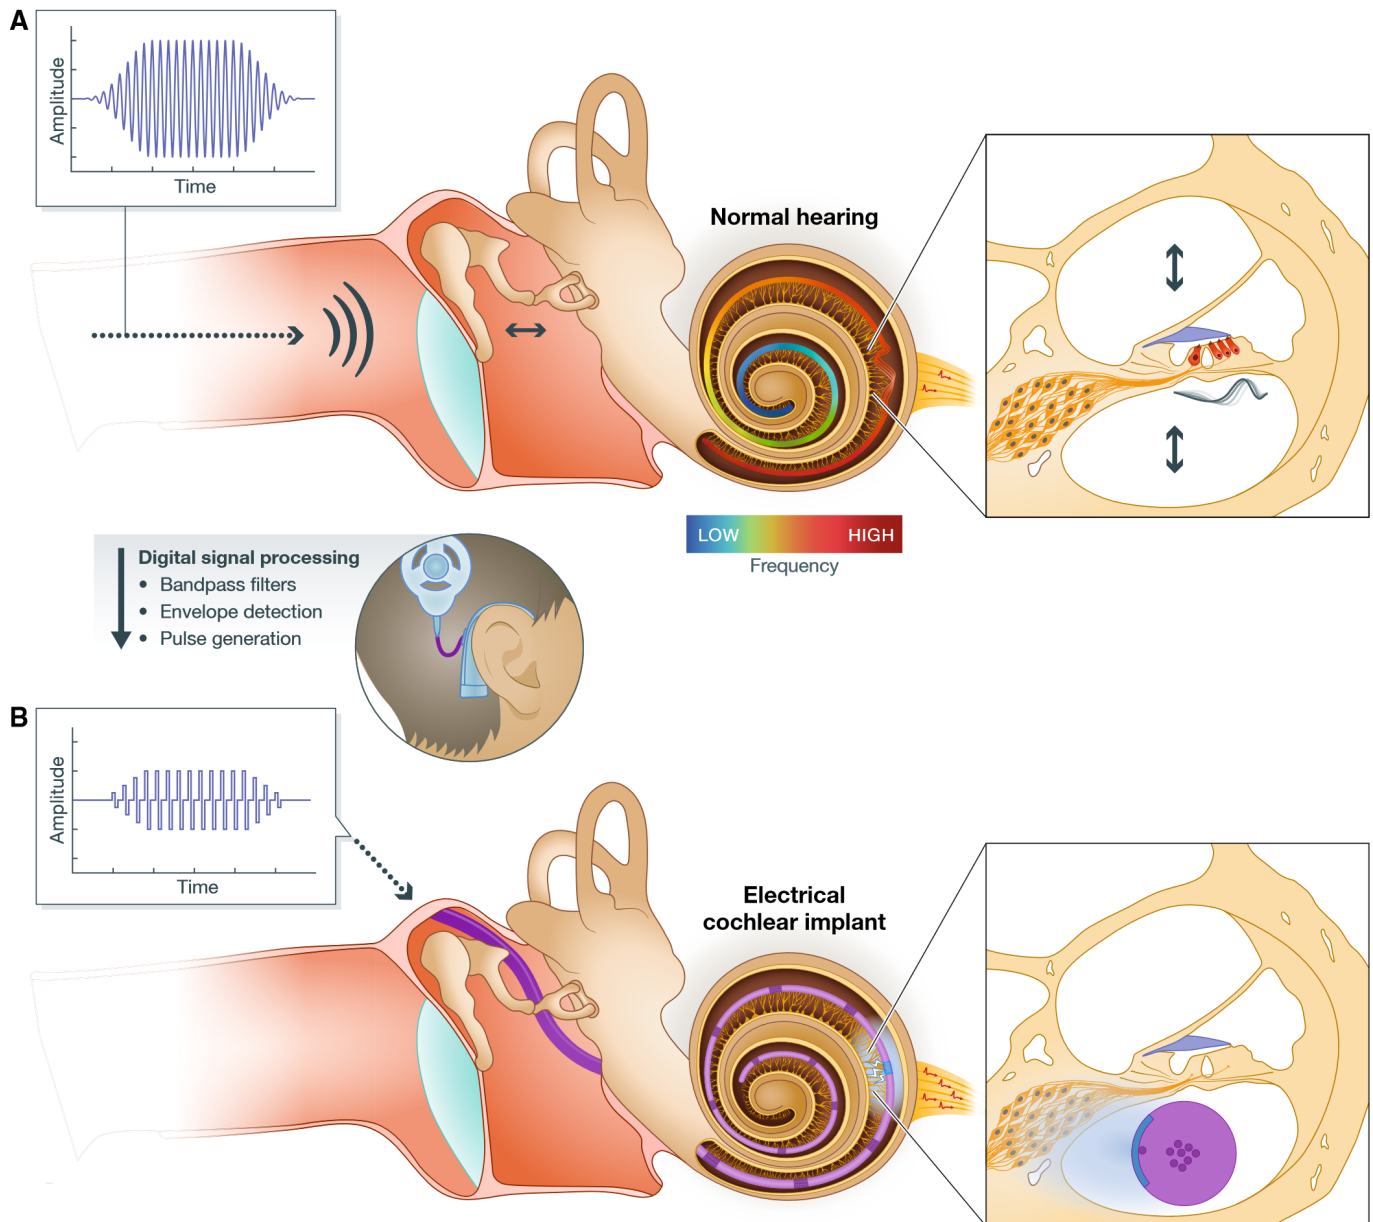 A
Amplitude
Time
Normal hearing
LOW
HIGH
Frequency
Digital signal processing
• Bandpass filters
• Envelope detection
• Pulse generation
B
Amplitude
Time
Electrical
cochlear implant